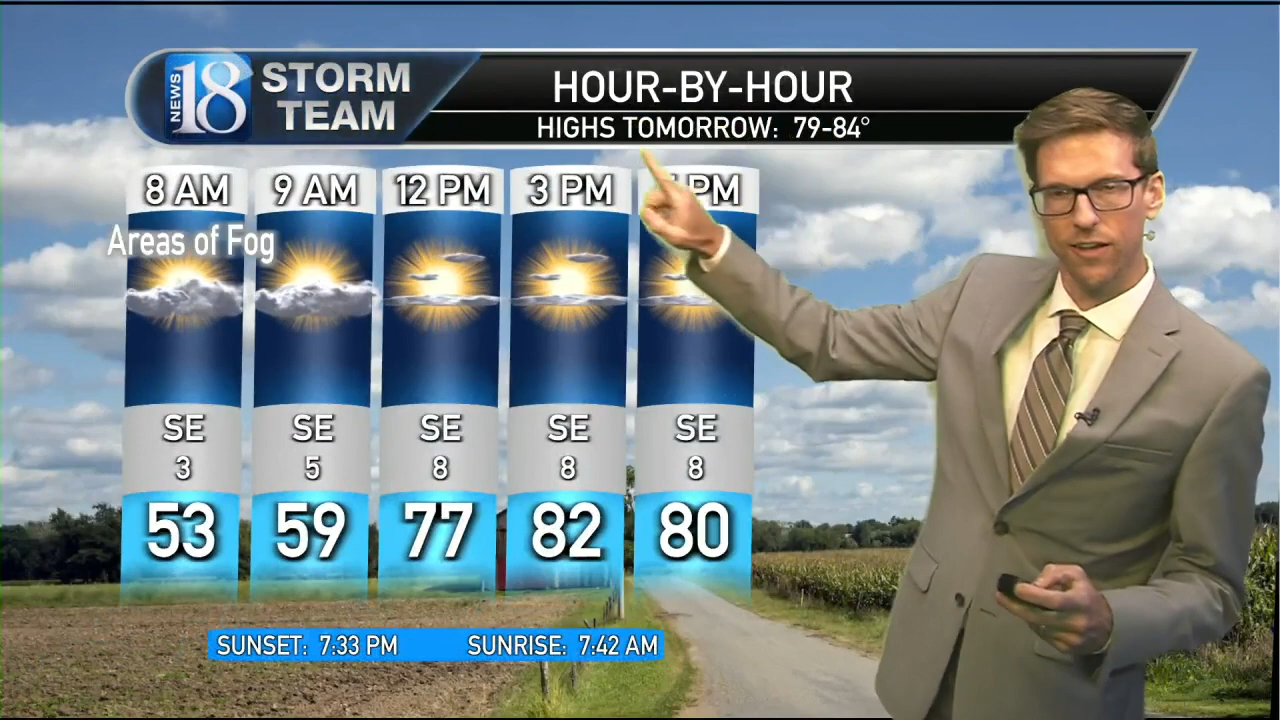 NEWS 18 STORM TEAM
HOUR-BY-HOUR
HIGHS TOMORROW: 79-84°
8 AM 9 AM 12 PM 3 PM PM
Areas of Fog
SE SE SE SE SE
3 5 8 8 8
53 59 77 82 80
SUNSET: 7:33 PM SUNRISE: 7:42 AM